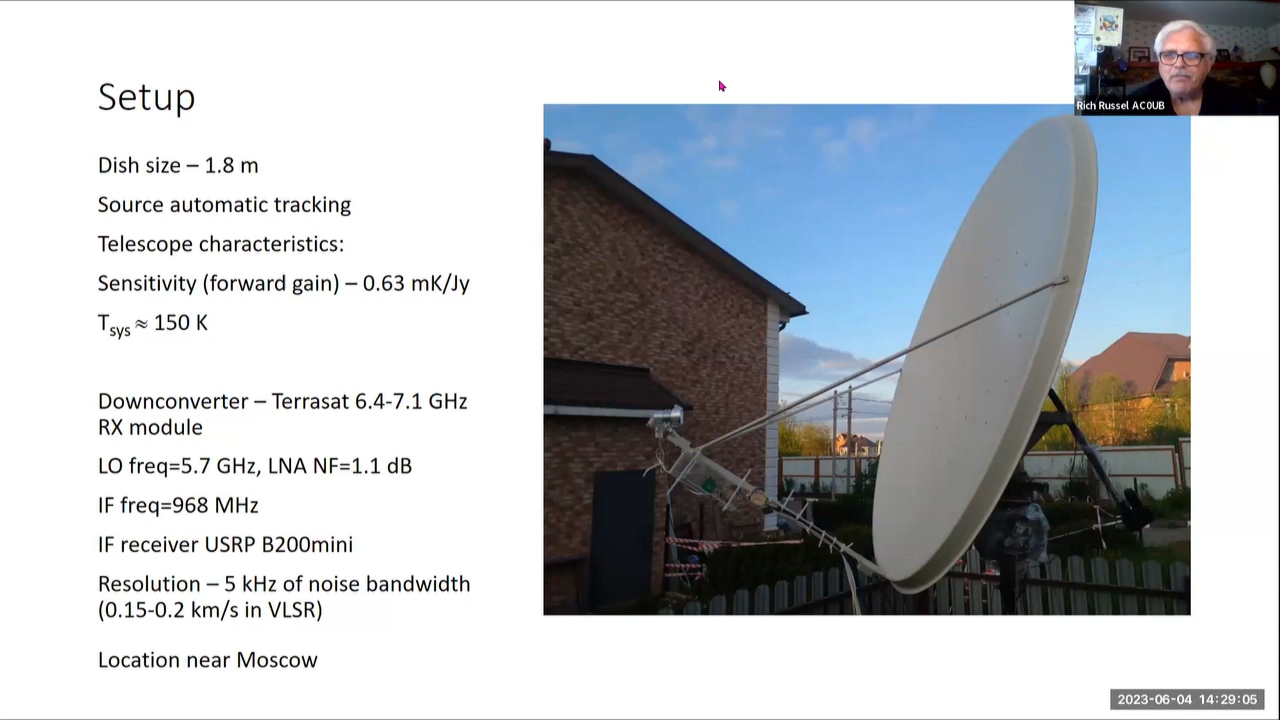 Rich Russel AC0UB
Setup
Dish size – 1.8 m
Source automatic tracking
Telescope characteristics:
Sensitivity (forward gain) – 0.63 mK/Jy
Tsys ≈ 150 K
Downconverter – Terrasat 6.4-7.1 GHz
RX module
LO freq=5.7 GHz, LNA NF=1.1 dB
IF freq=968 MHz
IF receiver USRP B200mini
Resolution – 5 kHz of noise bandwidth
(0.15-0.2 km/s in VLSR)
Location near Moscow
2023-06-04 14:29:05